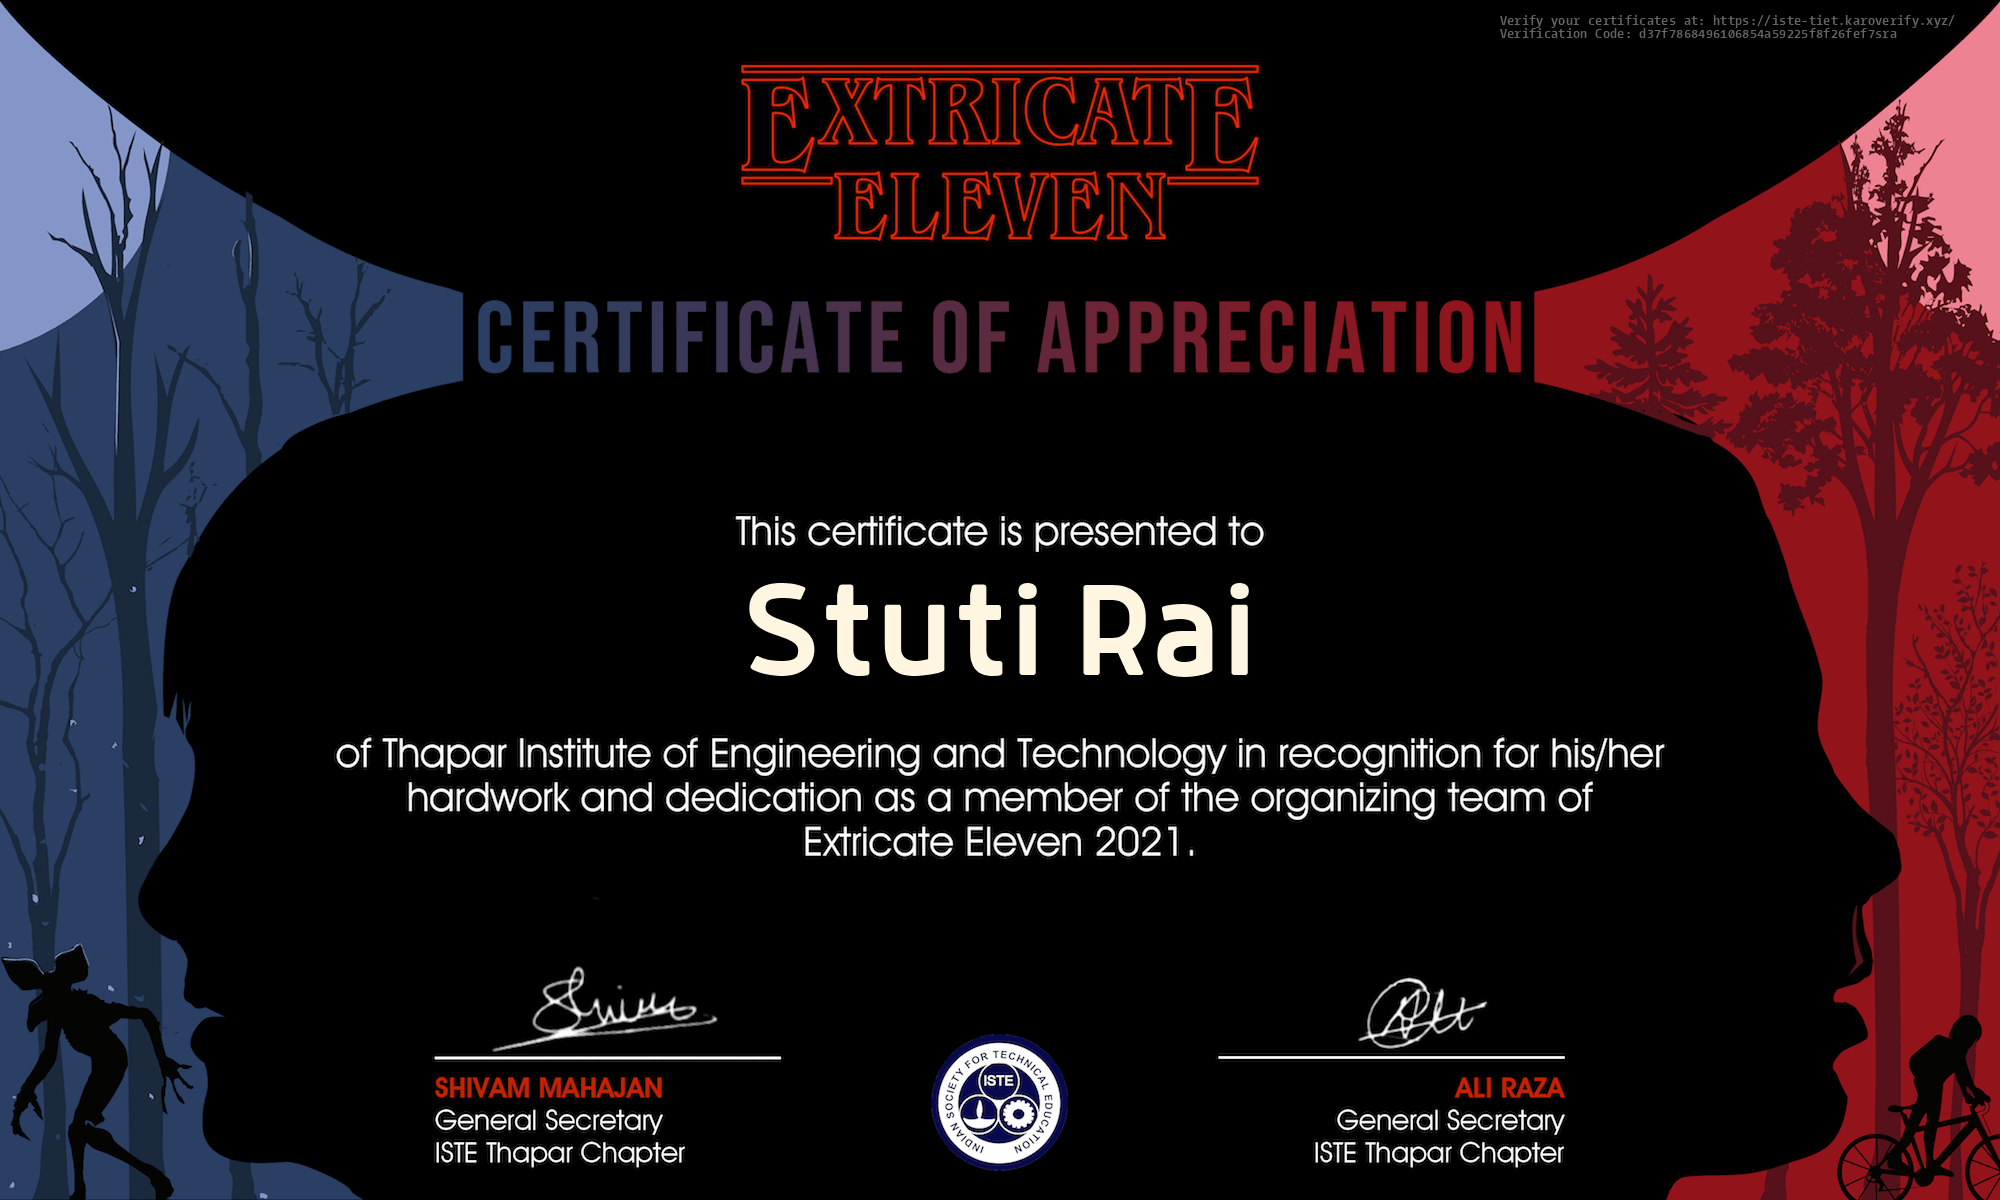 Verify your certificates at: https://iste-tiet.karoverify.xyz/
Verification Code: d37f7868496106854a59225f8f26fef7sra
EXTRICATE
ELEVEN
CERTIFICATE OF APPRECIATION
This certificate is presented to
Stuti Rai
of Thapar Institute of Engineering and Technology in recognition for his/her
hardwork and dedication as a member of the organizing team of
Extricate Eleven 2021.
SHIVAM MAHAJAN
General Secretary
ISTE Thapar Chapter
INDIAN SOCIETY FOR TECHNICAL EDUCATION
ISTE
ALI RAZA
General Secretary
ISTE Thapar Chapter